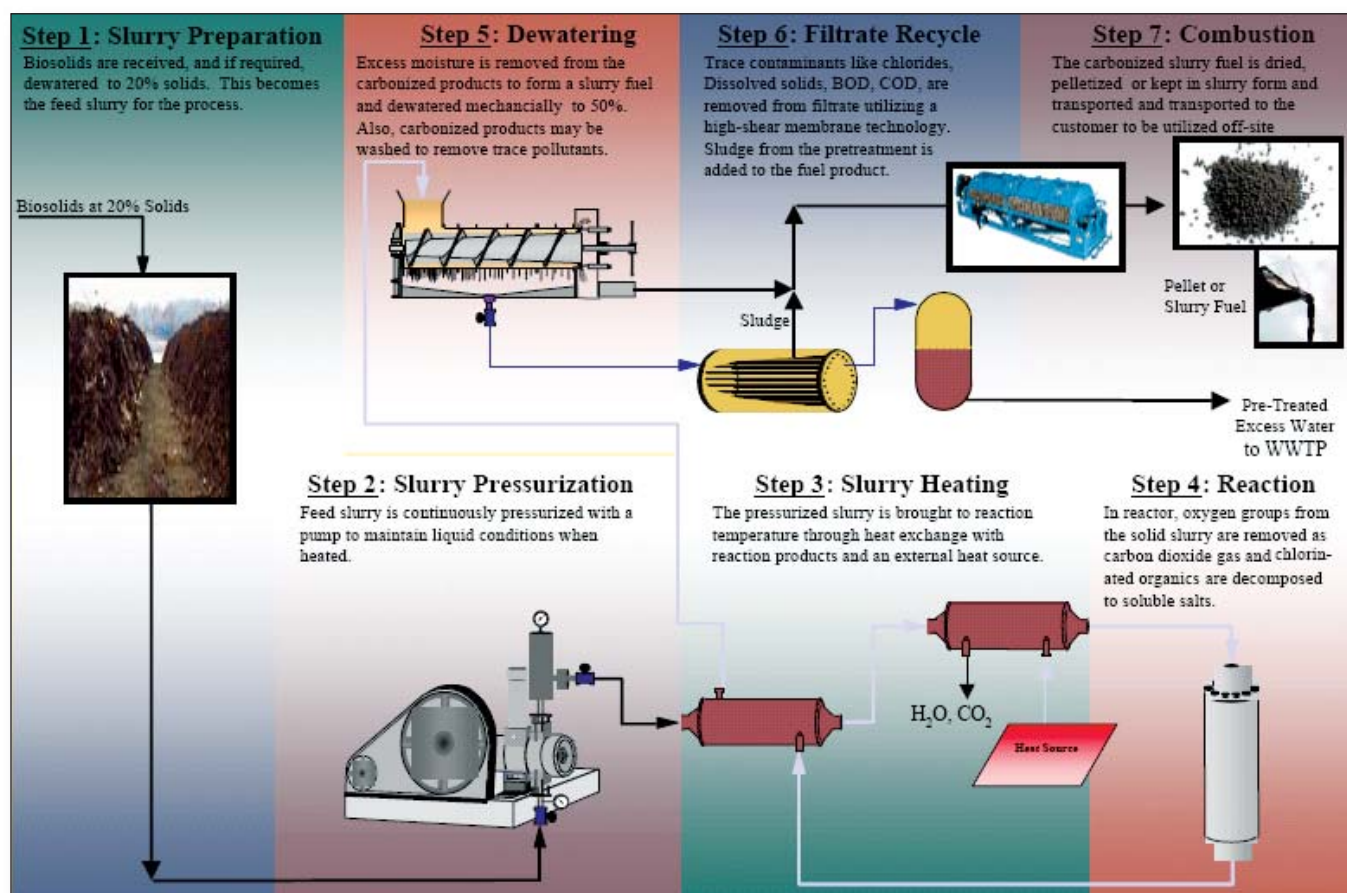 Step 1: Slurry Preparation
Biosolids are received, and if required,
dewatered to 20% solids. This becomes
the feed slurry for the process.
Biosolids at 20% Solids
Step 5: Dewatering
Excess moisture is removed from the
carbonized products to form a slurry fuel
and dewatered mechancially to 50%.
Also, carbonized products may be
washed to remove trace pollutants.
Step 6: Filtrate Recycle
Trace contaminants like chlorides,
Dissolved solids, BOD, COD, are
removed from filtrate utilizing a
high-shear membrane technology.
Sludge from the pretreatment is
added to the fuel product.
Sludge
Step 7: Combustion
The carbonized slurry fuel is dried,
pelletized or kept in slurry form and
transported and transported to the
customer to be utilized off-site
Pellet or
Slurry Fuel
Pre-Treated
Excess Water
to WWTP
Step 2: Slurry Pressurization
Feed slurry is continuously pressurized with a
pump to maintain liquid conditions when
heated.
Step 3: Slurry Heating
The pressurized slurry is brought to reaction
temperature through heat exchange with
reaction products and an external heat source.
H₂O, CO₂
Heat Source
Step 4: Reaction
In reactor, oxygen groups from
the solid slurry are removed as
carbon dioxide gas and chlorin-
ated organics are decomposed
to soluble salts.